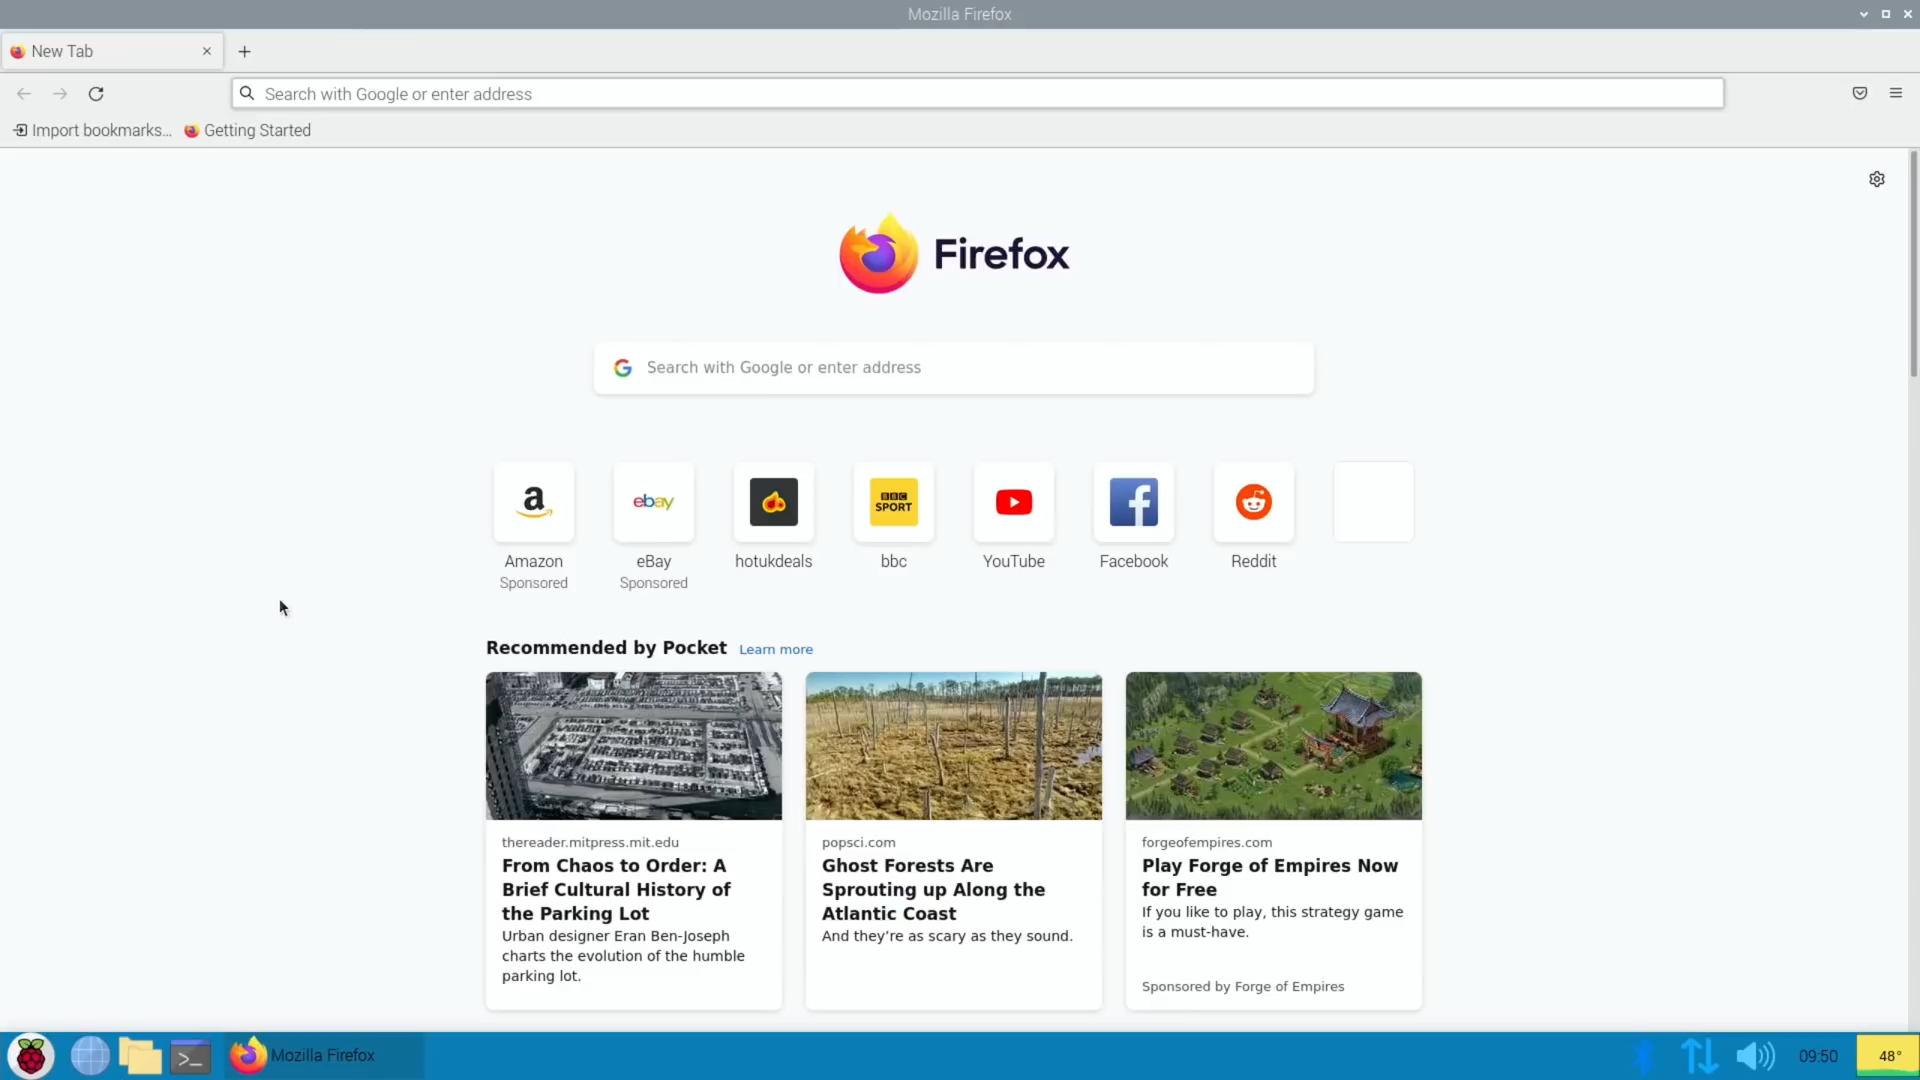 Mozilla Firefox
New Tab
Search with Google or enter address
Import bookmarks...
Getting Started
Firefox
Search with Google or enter address
a
ebay
BBC
SPORT
Amazon
eBay
hotukdeals
bbc
YouTube
Facebook
Reddit
Sponsored
Sponsored
Recommended by Pocket Learn more
thereader.mitpress.mit.edu
From Chaos to Order: A
Brief Cultural History of
the Parking Lot
Urban designer Eran Ben-Joseph
charts the evolution of the humble
parking lot.
popsci.com
Ghost Forests Are
Sprouting up Along the
Atlantic Coast
And they’re as scary as they sound.
forgeofempires.com
Play Forge of Empires Now
for Free
If you like to play, this strategy game
is a must-have.
Sponsored by Forge of Empires
Mozilla Firefox
09:50
48°